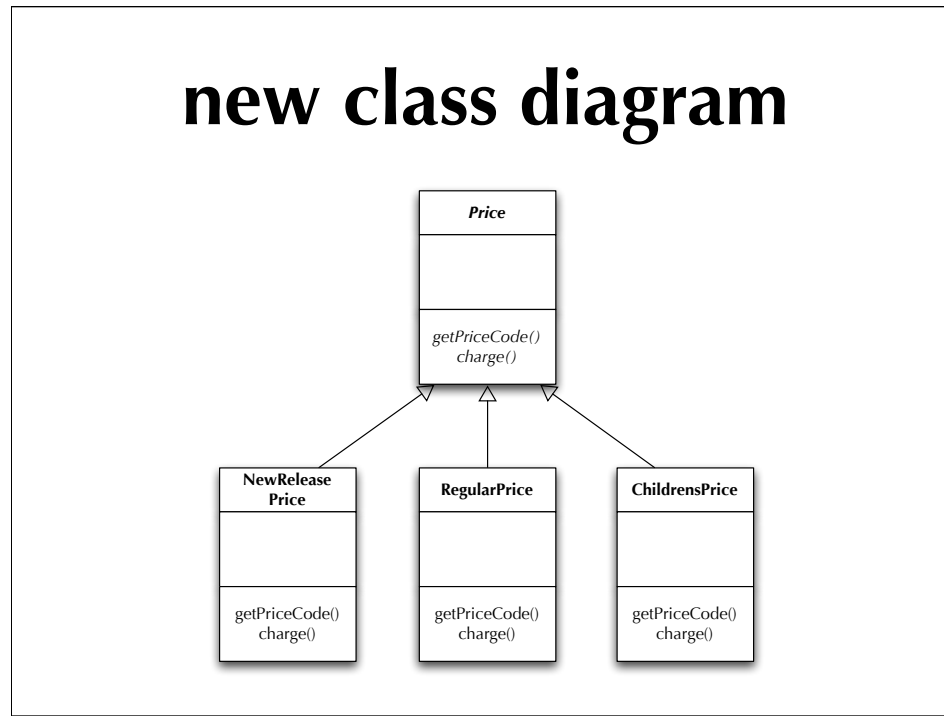 new class diagram
Price
getPriceCode()
charge()
NewRelease
Price
getPriceCode()
charge()
RegularPrice
getPriceCode()
charge()
ChildrensPrice
getPriceCode()
charge()